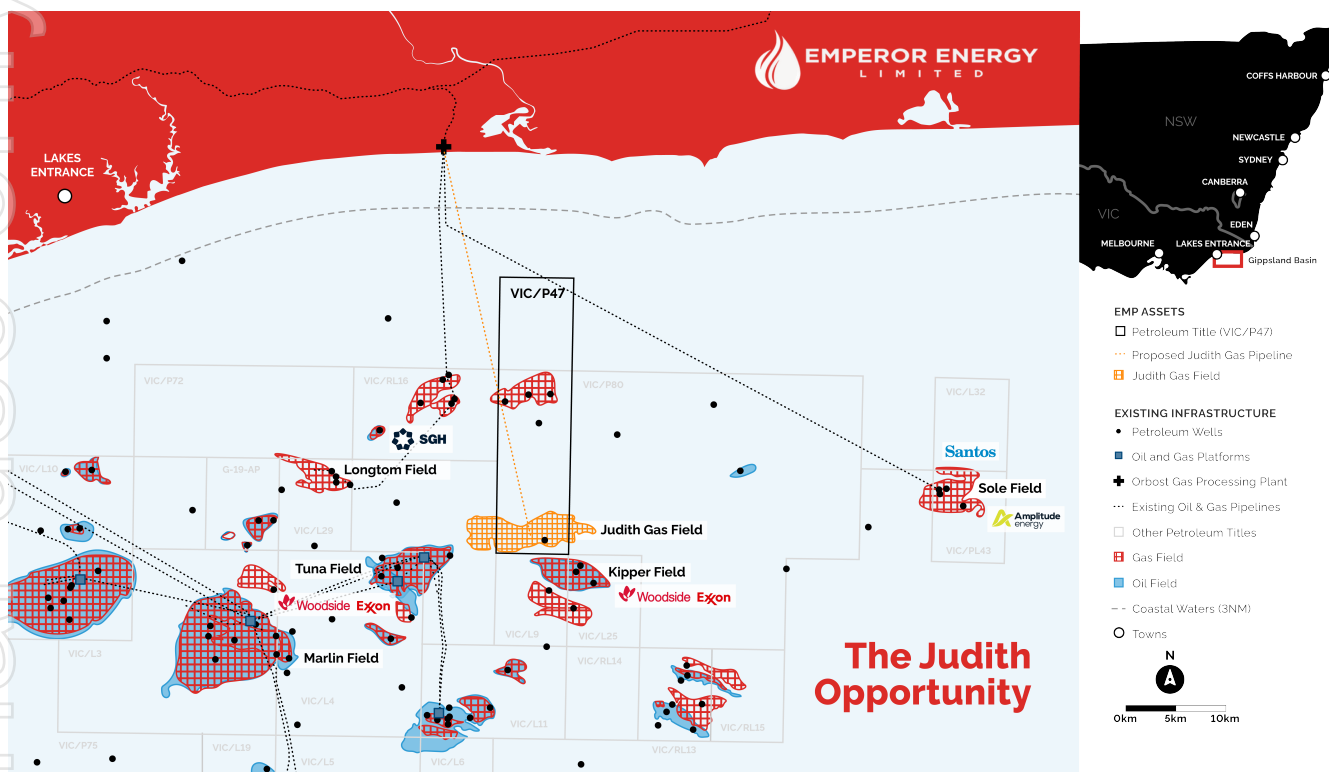 EMPEROR ENERGY
LIMITED
LAKES
ENTRANCE
VIC/P47
VIC/P72
VIC/RL16
VIC/P80
VIC/L32
SGH
Santos
VIC/L10
G-19-AP
Longtom Field
Sole Field
Amplitude
energy
VIC/L29
Judith Gas Field
VIC/PL43
Tuna Field
Kipper Field
Woodside Exxon
Woodside Exxon
VIC/L9
VIC/L25
VIC/L3
Marlin Field
VIC/RL14
The Judith
Opportunity
VIC/L4
VIC/L11
VIC/RL15
VIC/P75
VIC/L19
VIC/L5
VIC/L6
VIC/RL13
COFFS HARBOUR
NSW
NEWCASTLE
SYDNEY
CANBERRA
VIC
EDEN
MELBOURNE
LAKES ENTRANCE
Gippsland Basin
EMP ASSETS
Petroleum Title (VIC/P47)
Proposed Judith Gas Pipeline
Judith Gas Field
EXISTING INFRASTRUCTURE
Petroleum Wells
Oil and Gas Platforms
Orbost Gas Processing Plant
Existing Oil & Gas Pipelines
Other Petroleum Titles
Gas Field
Oil Field
Coastal Waters (3NM)
Towns
N
0km 5km 10km